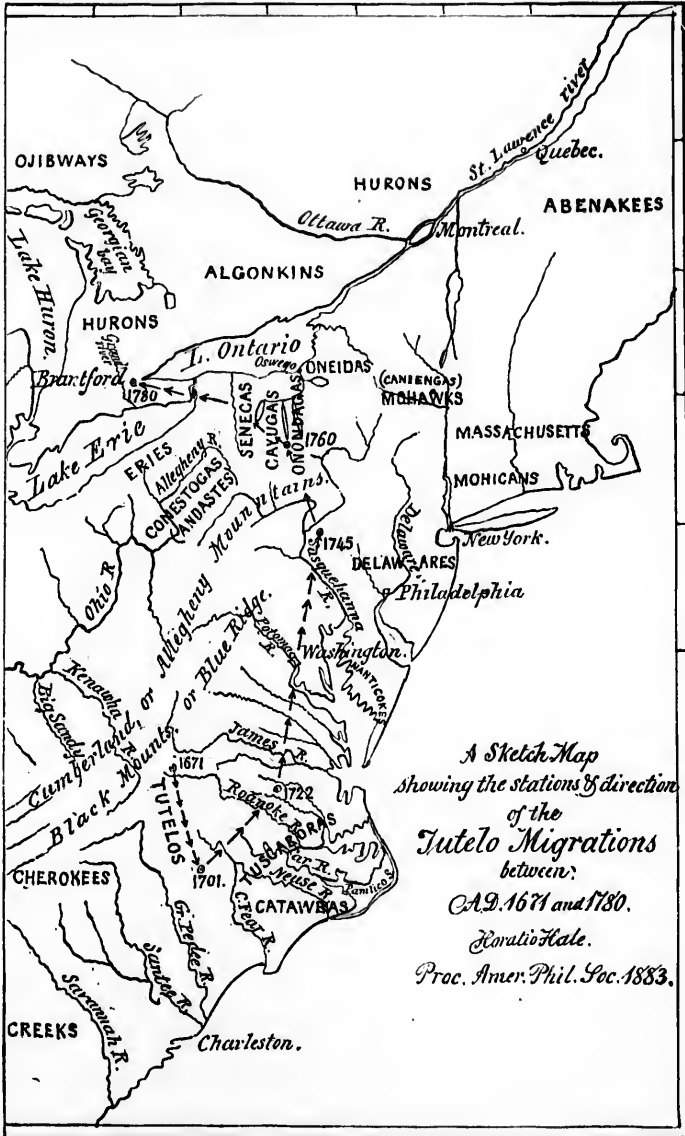 OJIBWAYS
HURONS
St. Lawrence river
Quebec.
ABENAKEES
Ottawa R.
Montreal.
Georgian bay
Lake Huron.
ALGONKINS
HURONS
Grand River
L. Ontario
Oswego
ONEIDAS
Brantford
1780
(CANIENGAS)
MOHAWKS
SENECAS
CAYUGAS
ONONDAGAS
1760
MASSACHUSETTS
Lake Erie
ERIES
Allegheny R.
CONESTOGAS
(ANDASTES)
MOHICANS
1745
Delaware
New York.
DELAWARES
Susquehanna R.
Philadelphia
Ohio R
Cumberland, or Allegheny Mountains.
Black Mounts. or Blue Ridge.
Potomac R.
Washington.
NANTICOKES
Kenawha R.
Big Sandy
James R.
1671
1722
Roanoke R.
TUTELOS
TUSCARORAS
Tar R.
Neuse R.
Pamlico S.
1701.
CHEROKEES
CATAWBAS
C. Fear R.
G. Pedee R.
Santee R.
Savannah R.
CREEKS
Charleston.
A Sketch Map
showing the stations & direction
of the
Tutelo Migrations
between
A.D. 1671 and 1780.
Horatio Hale.
Proc. Amer. Phil. Soc. 1883.